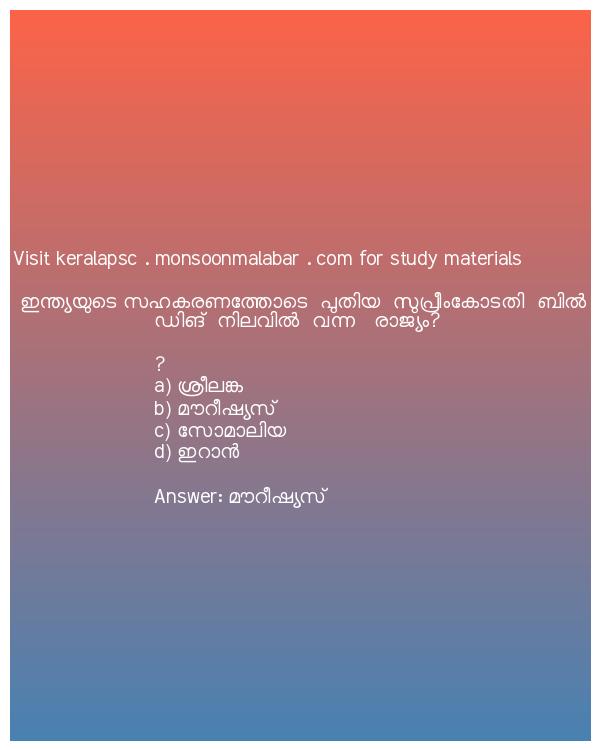 Visit keralapsc . monsoonmalabar . com for study materials
ഇന്ത്യയുടെ സഹകരണത്തോടെ പുതിയ സുപ്രീംകോടതി ബിൽ
ഡിങ് നിലവിൽ വന്ന രാജ്യം?
?
a) ശ്രീലങ്ക
b) മൗറീഷ്യസ്
c) സോമാലിയ
d) ഇറാൻ
Answer: മൗറീഷ്യസ്